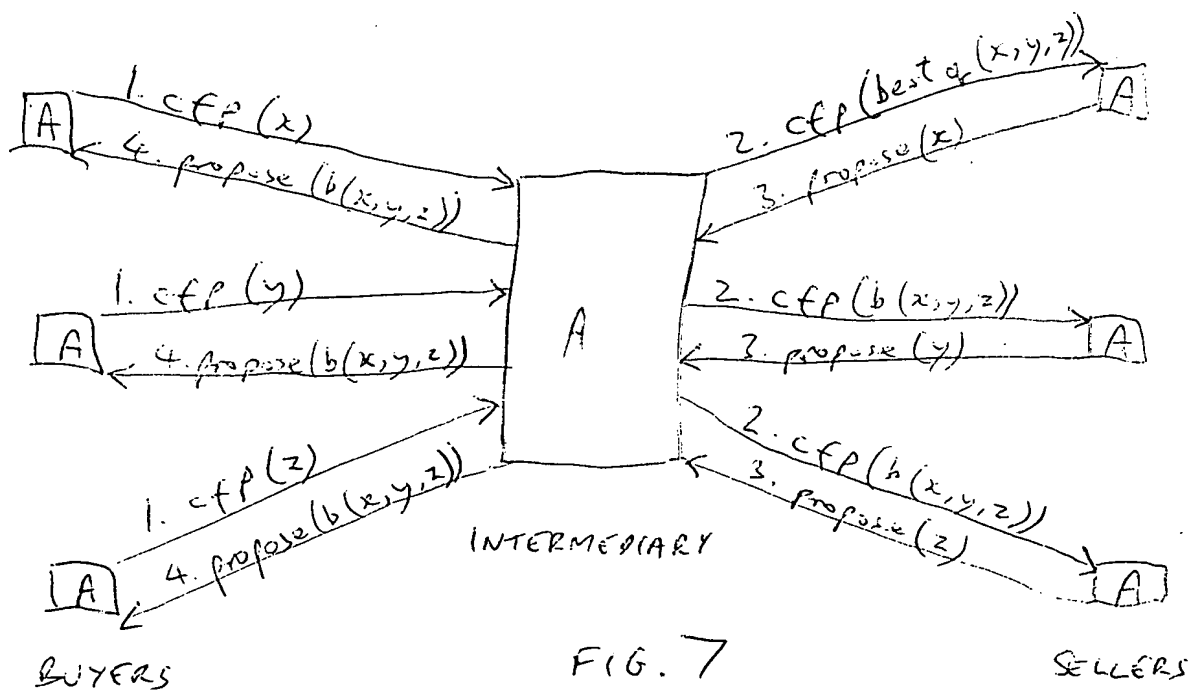 A
1. cfp (x)
4. propose (b(x,y,z))
2. cfp (best of (x,y,z))
3. propose (x)
A
A
1. cfp (y)
4. propose (b(x,y,z))
A
2. cfp (b(x,y,z))
3. propose (y)
A
A
1. cfp (z)
4. propose (b(x,y,z))
2. cfp (b(x,y,z))
3. propose (z)
A
INTERMEDIARY
BUYERS
FIG. 7
SELLERS